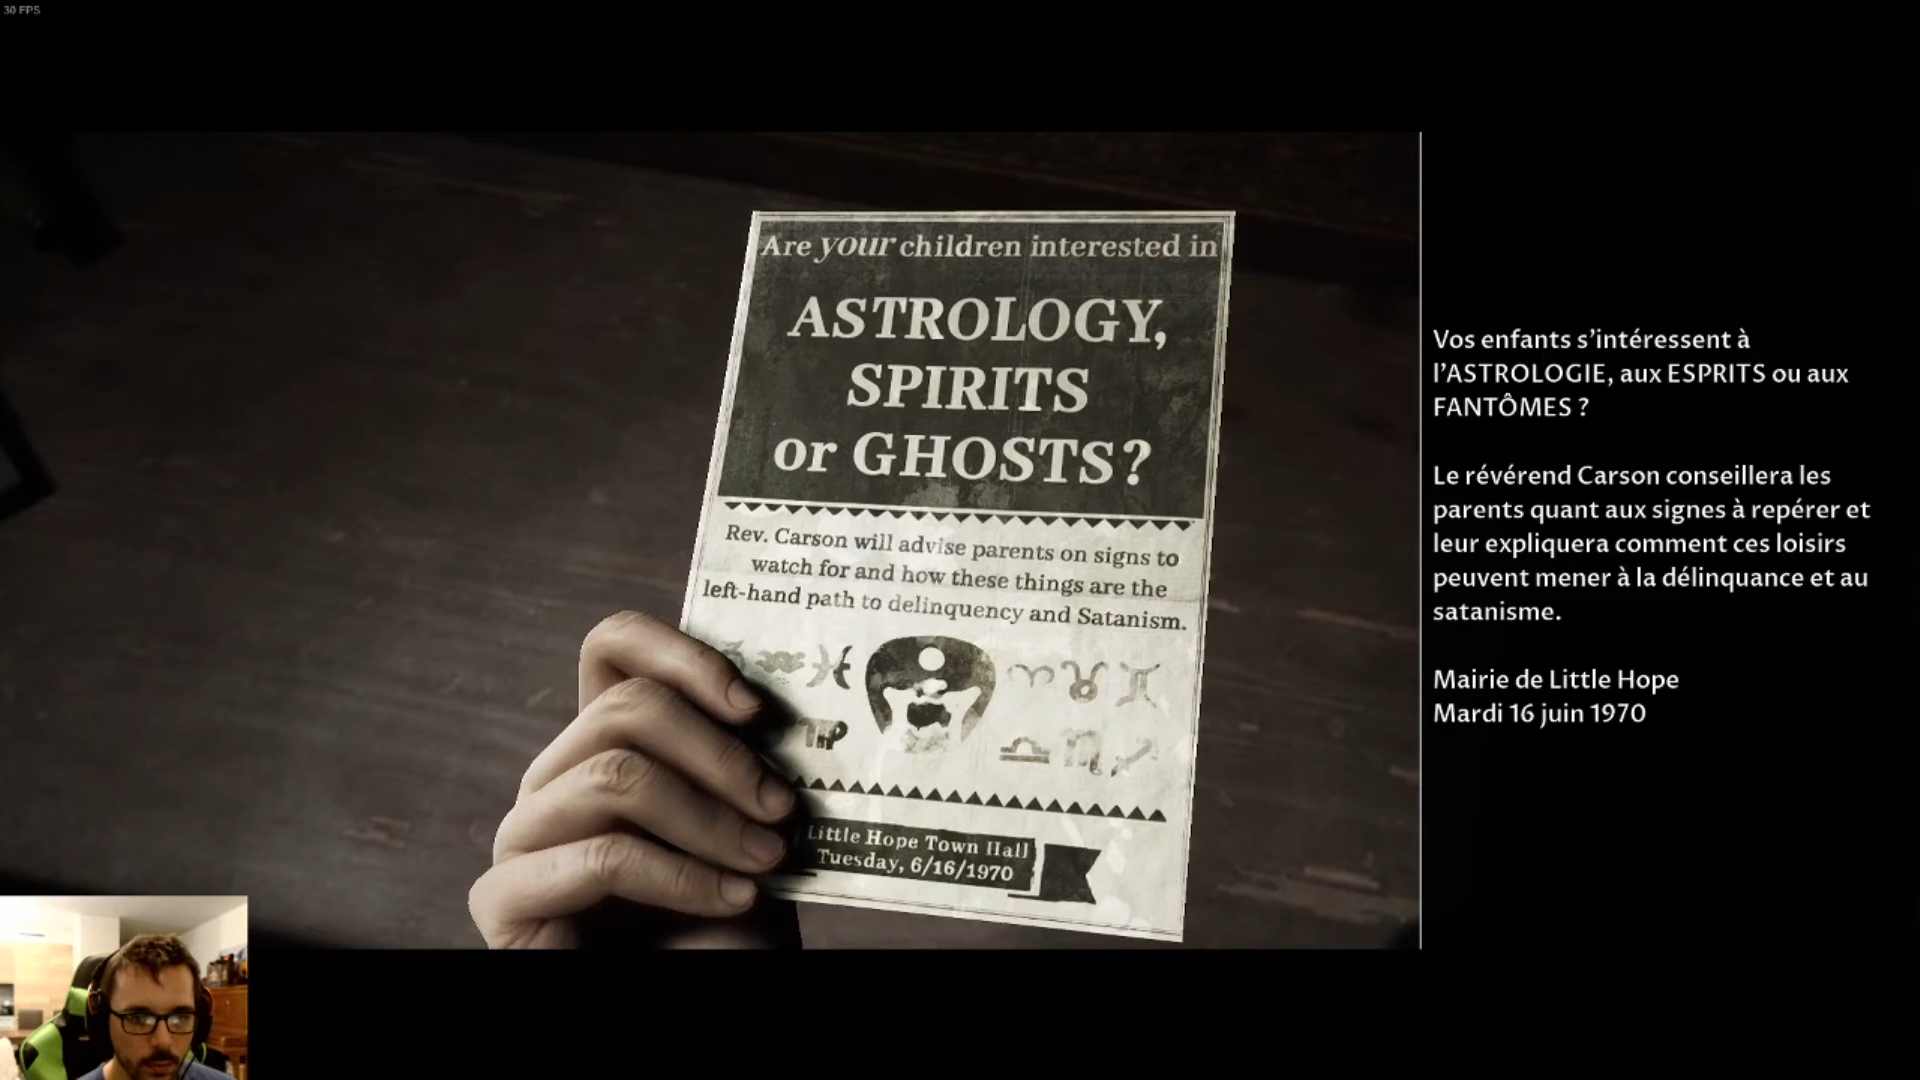 30 FPS
Are your children interested in
ASTROLOGY,
SPIRITS
or GHOSTS?
Rev. Carson will advise parents on signs to
watch for and how these things are the
left-hand path to delinquency and Satanism.
Little Hope Town Hall
Tuesday, 6/16/1970
Vos enfants s'intéressent à
l'ASTROLOGIE, aux ESPRITS ou aux
FANTÔMES ?
Le révérend Carson conseillera les
parents quant aux signes à repérer et
leur expliquera comment ces loisirs
peuvent mener à la délinquance et au
satanisme.
Mairie de Little Hope
Mardi 16 juin 1970